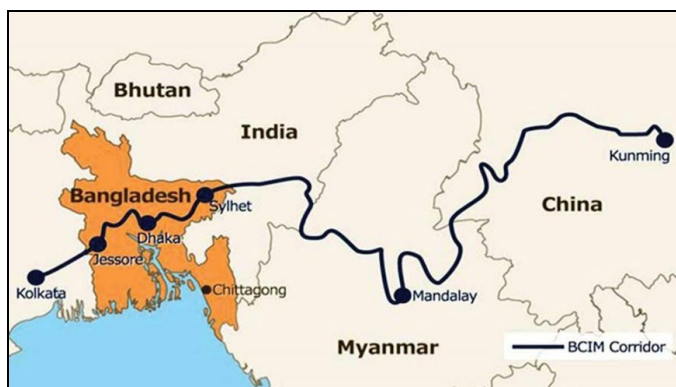 Bhutan
India
Bangladesh
Sylhet
Dhaka
Jessore
Kolkata
Chittagong
Mandalay
Myanmar
Kunming
China
BCIM Corridor